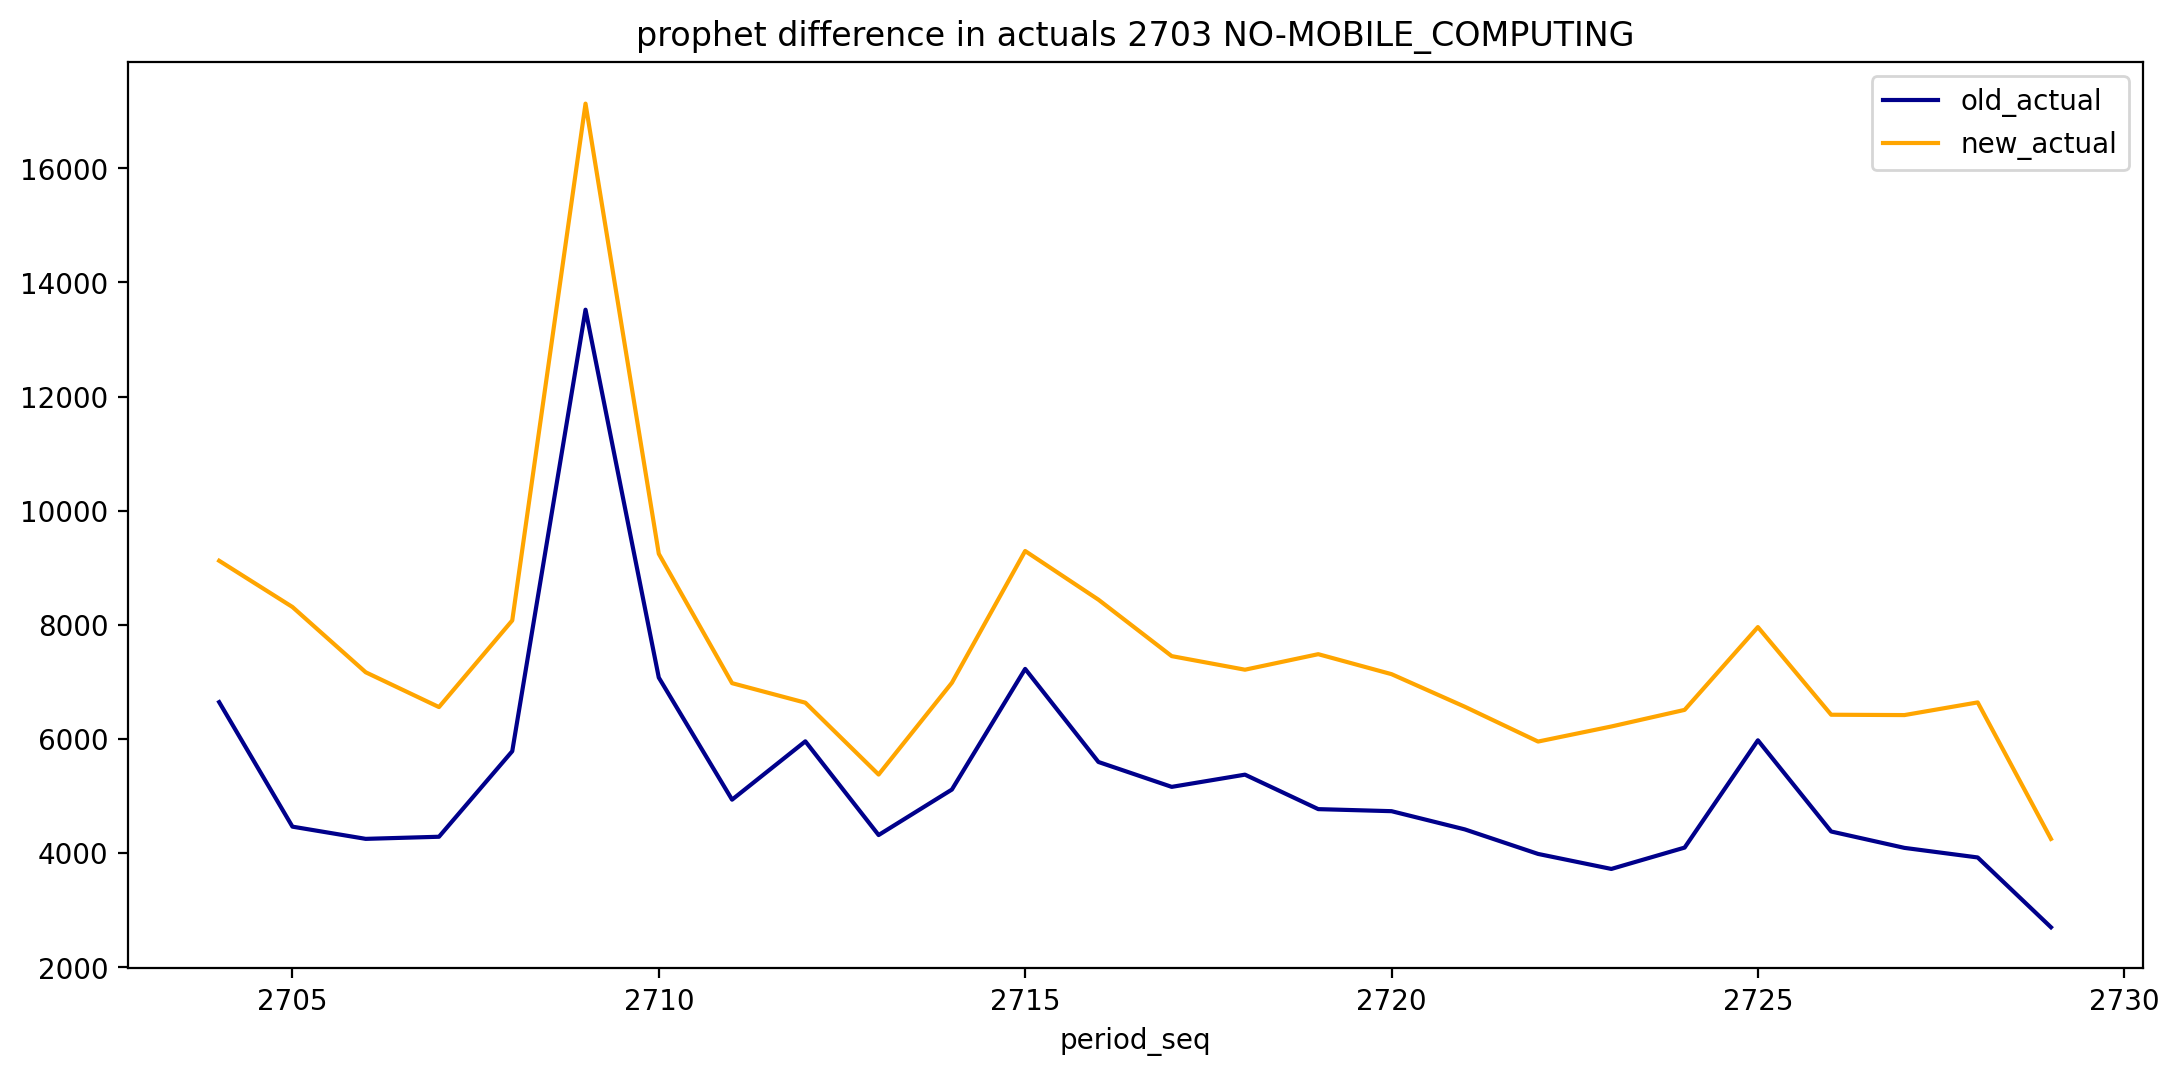 prophet difference in actuals 2703 NO-MOBILE_COMPUTING
old_actual
new_actual
16000
14000
12000
10000
8000
6000
4000
2000
2705 2710 2715 2720 2725 2730
period_seq